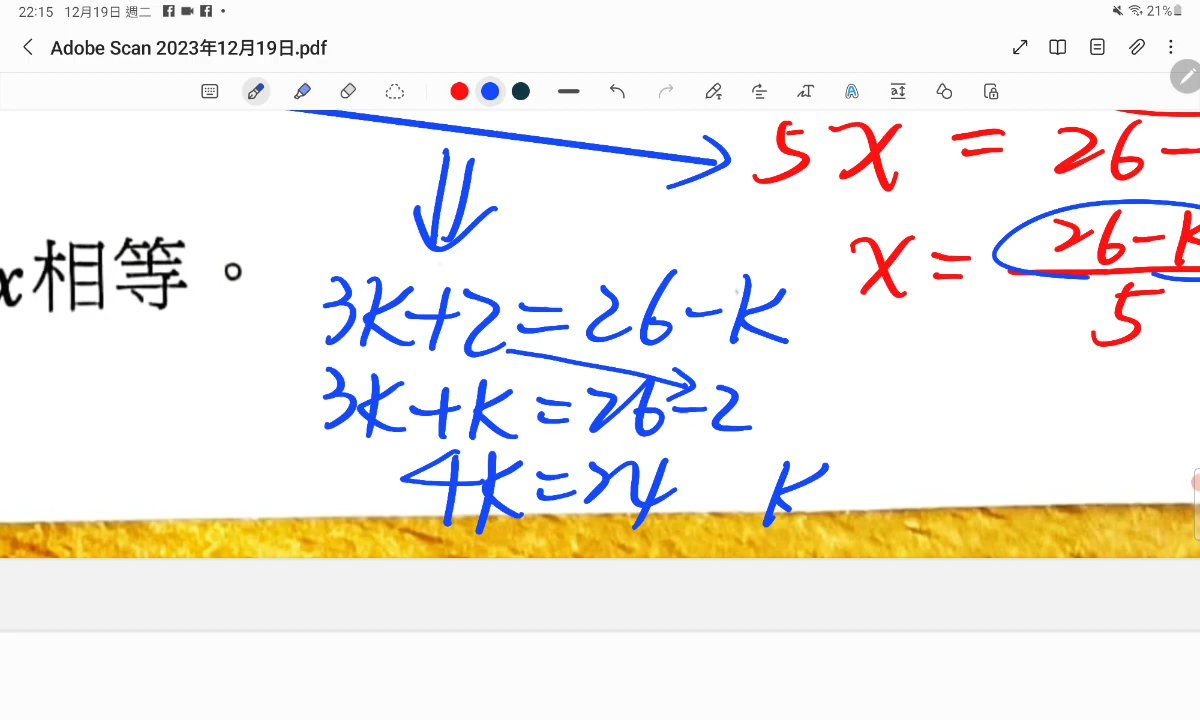 22:15 12月19日 週二 21%
Adobe Scan 2023年12月19日.pdf
5x = 26-
x相等。
x = 26-k
5
3k+2=26-k
3k+k=26-2
4k=24 k